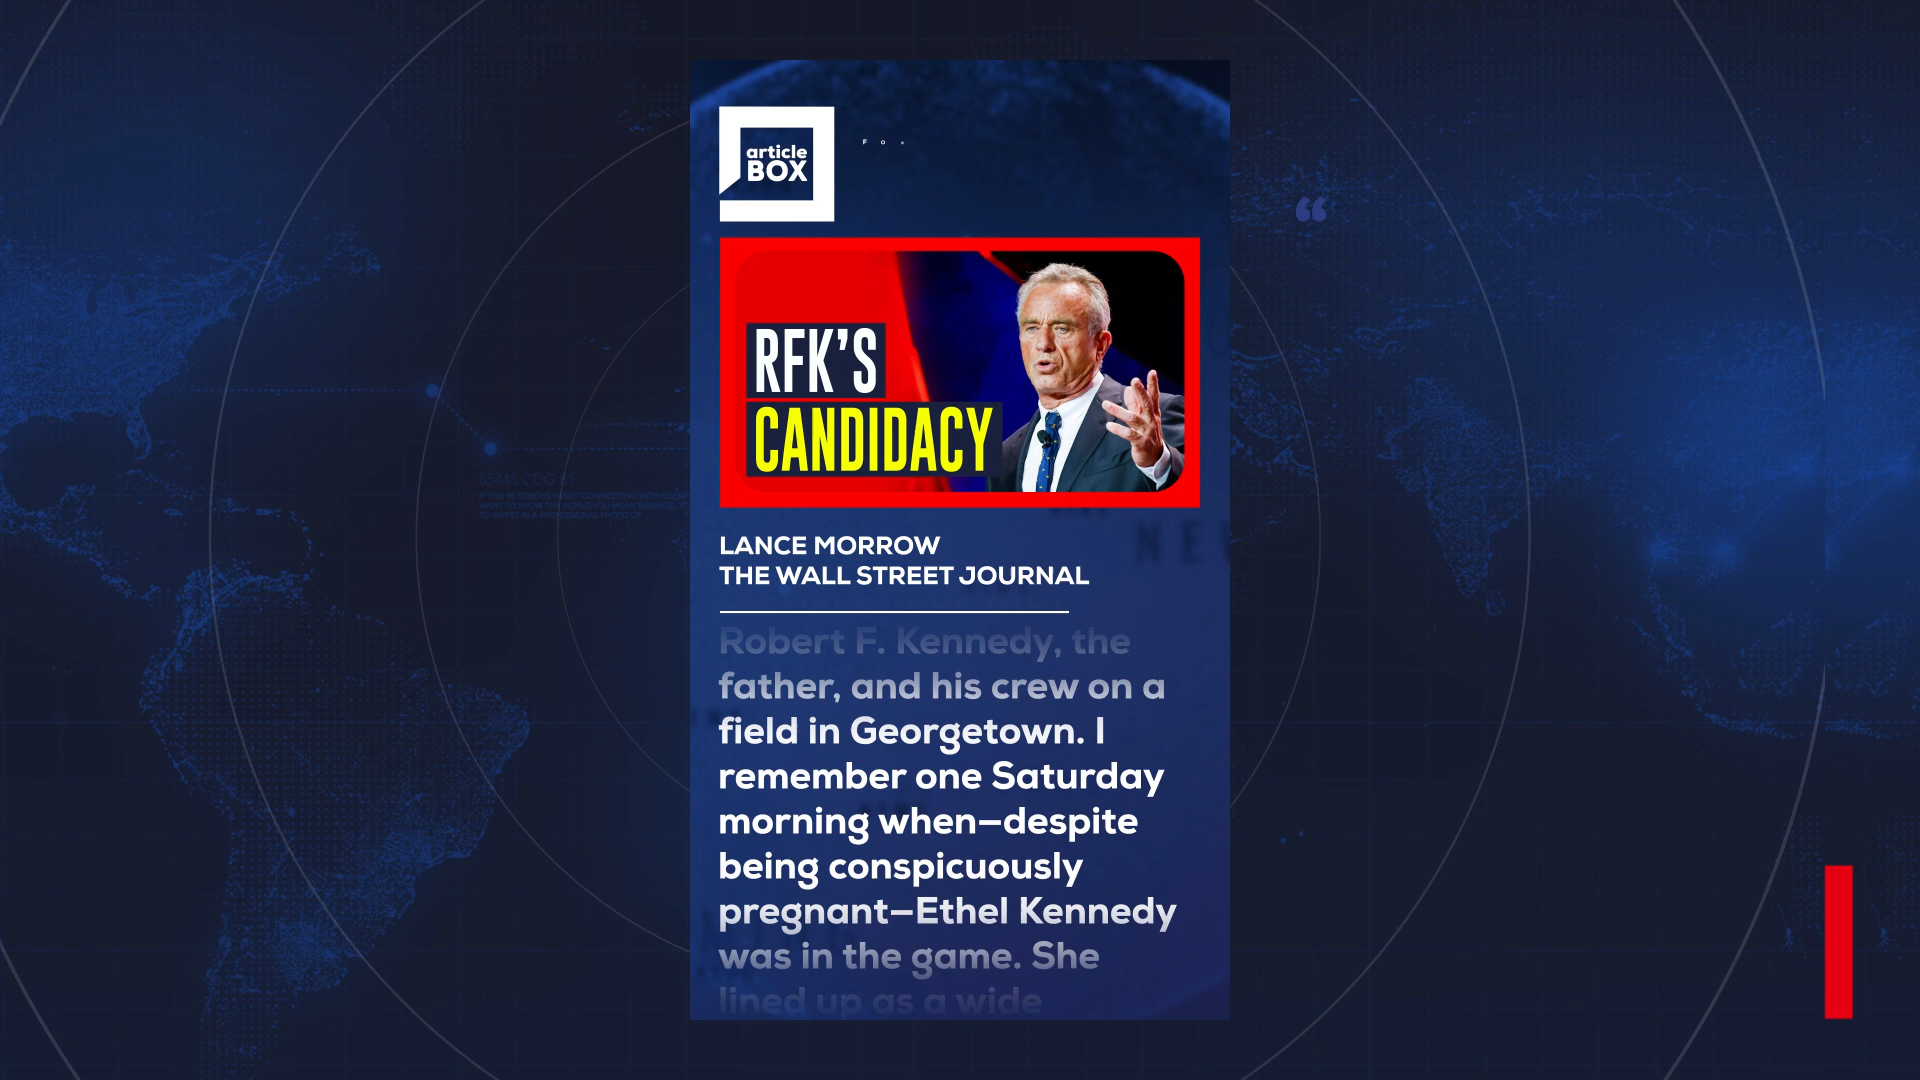 article
BOX
RFK'S
CANDIDACY
LANCE MORROW
THE WALL STREET JOURNAL
Robert F. Kennedy, the
father, and his crew on a
field in Georgetown. I
remember one Saturday
morning when—despite
being conspicuously
pregnant—Ethel Kennedy
was in the game. She
lined up as a wide